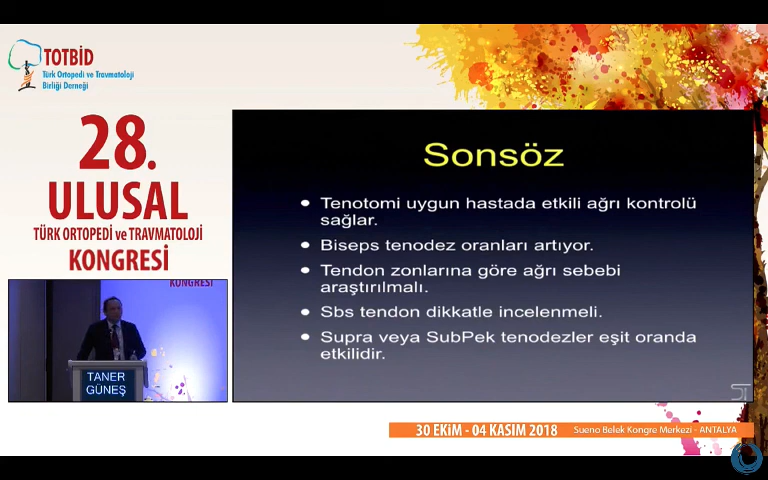 TOTBİD
Türk Ortopedi ve Travmatoloji
Birliği Derneği
28.
ULUSAL
TÜRK ORTOPEDİ ve TRAVMATOLOJİ
KONGRESİ
KONGRESİ
TANER
GÜNEŞ
Sonsöz
• Tenotomi uygun hastada etkili ağrı kontrolü
sağlar.
• Biseps tenodez oranları artıyor.
• Tendon zonlarına göre ağrı sebebi
araştırılmalı.
• Sbs tendon dikkatle incelenmeli.
• Supra veya SubPek tenodezler eşit oranda
etkilidir.
30 EKİM - 04 KASIM 2018 Sueno Belek Kongre Merkezi - ANTALYA